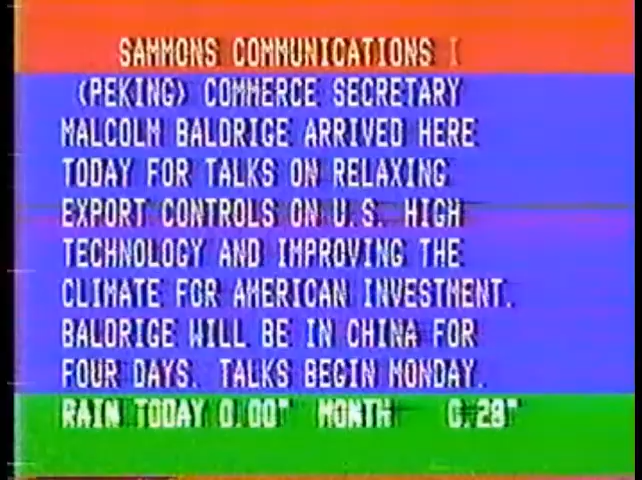 SAMMONS COMMUNICATIONS I
(PEKING) COMMERCE SECRETARY
MALCOLM BALDRIGE ARRIVED HERE
TODAY FOR TALKS ON RELAXING
EXPORT CONTROLS ON U.S. HIGH
TECHNOLOGY AND IMPROVING THE
CLIMATE FOR AMERICAN INVESTMENT.
BALDRIGE WILL BE IN CHINA FOR
FOUR DAYS. TALKS BEGIN MONDAY.
RAIN TODAY 0.00" MONTH 0.28"